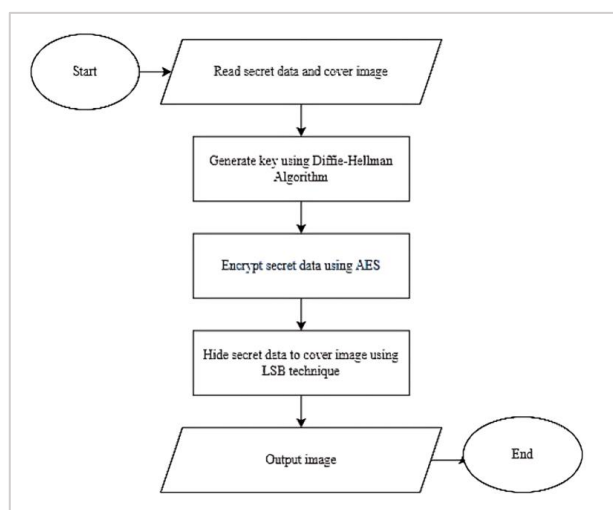 Start
Read secret data and cover image
Generate key using Diffie-Hellman
Algorithm
Encrypt secret data using AES
Hide secret data to cover image using
LSB technique
Output image
End